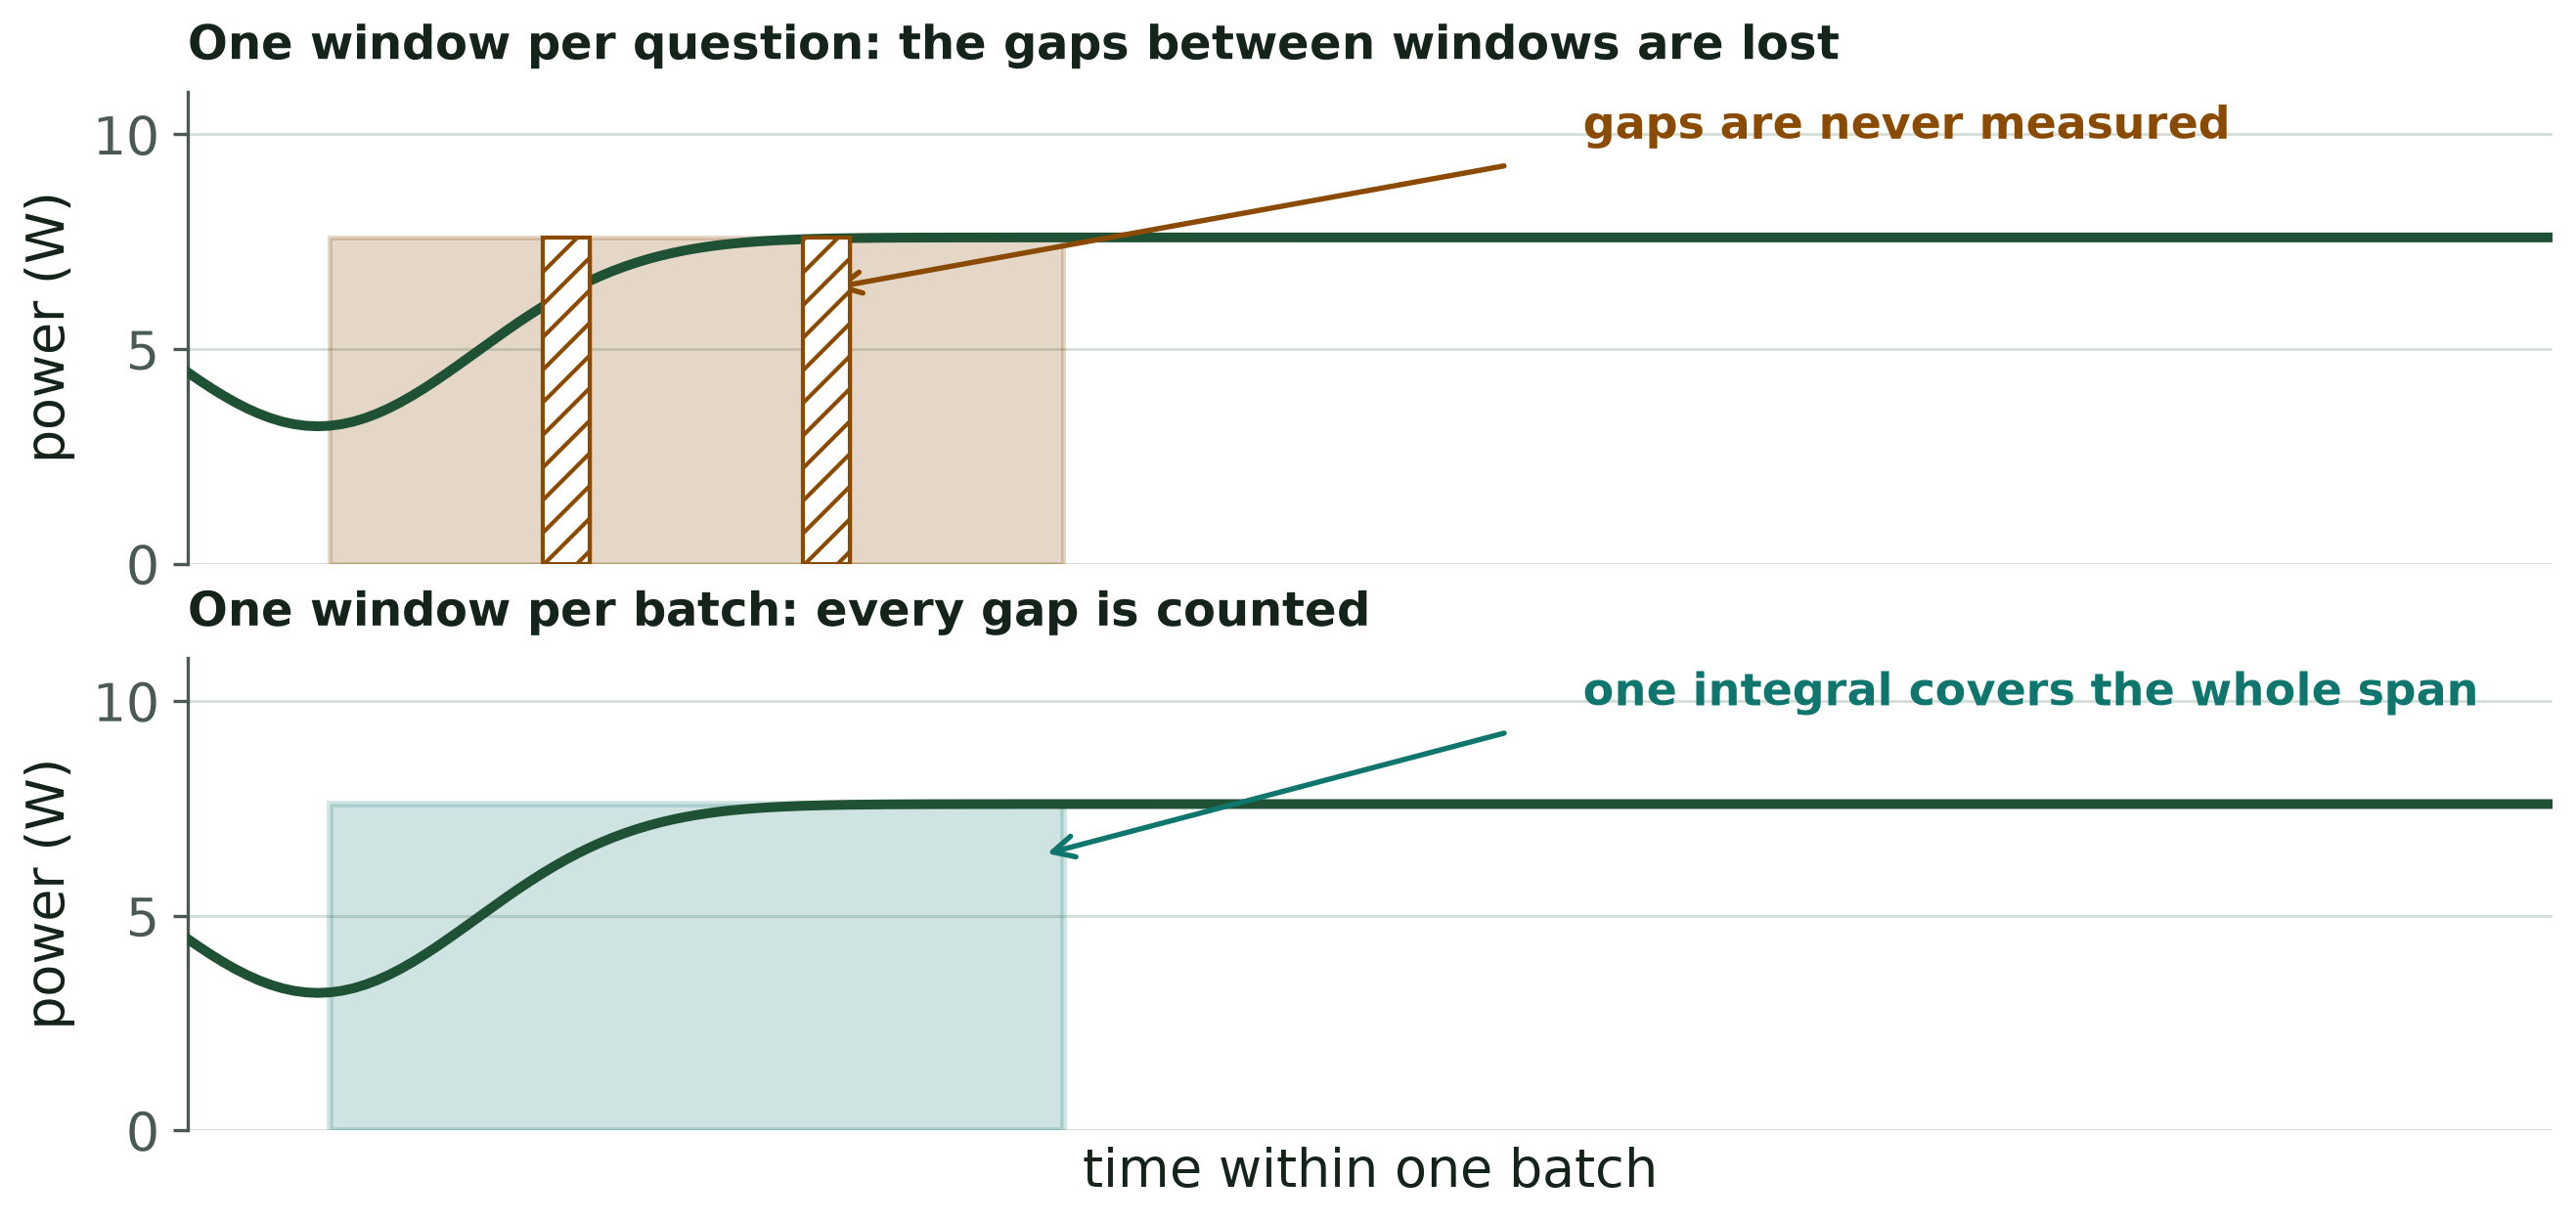 One window per question: the gaps between windows are lost
gaps are never measured
10
5
0
power (W)
One window per batch: every gap is counted
one integral covers the whole span
10
5
0
power (W)
time within one batch